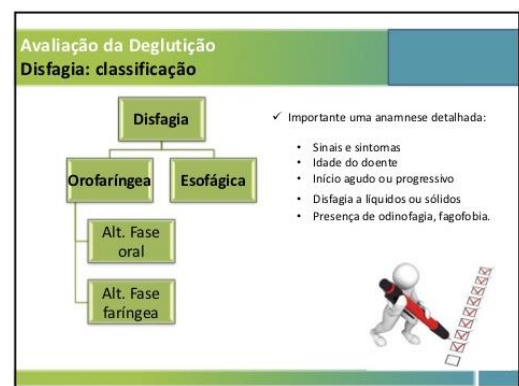 Avaliação da Deglutição
Disfagia: classificação
Disfagia
Orofaríngea
Esofágica
Alt. Fase
oral
Alt. Fase
faríngea
✓ Importante uma anamnese detalhada:
• Sinais e sintomas
• Idade do doente
• Início agudo ou progressivo
• Disfagia a líquidos ou sólidos
• Presença de odinofagia, fagofobia.